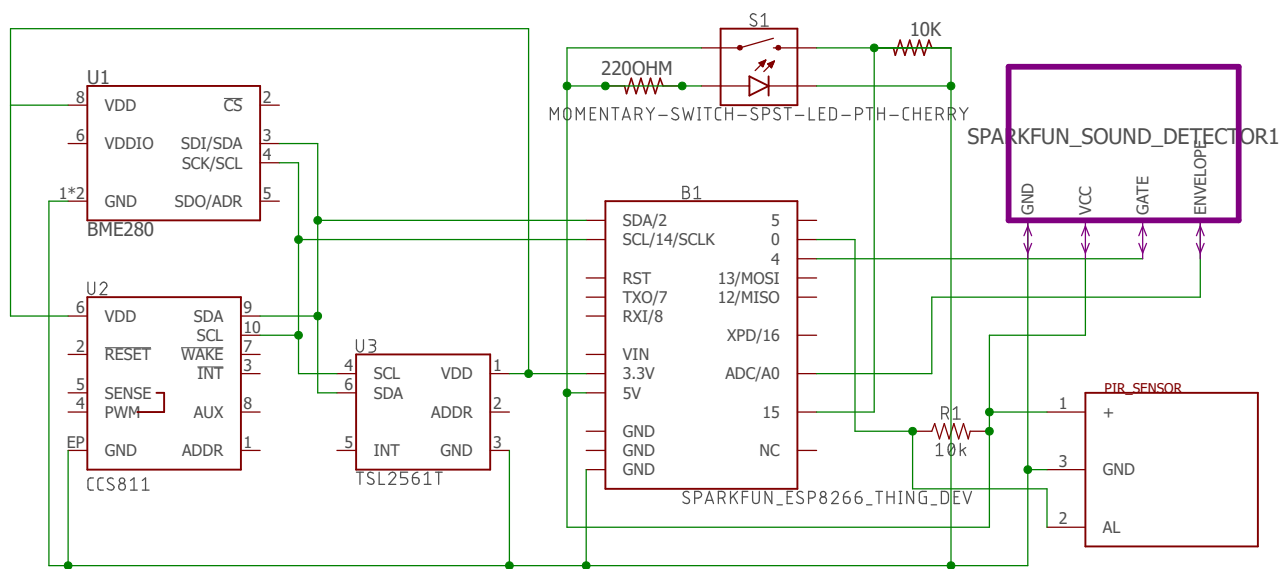 S1
10K
220OHM
MOMENTARY-SWITCH-SPST-LED-PTH-CHERRY
U1
8 VDD CS 2
6 VDDIO SDI/SDA 3
SCK/SCL 4
1*2 GND SDO/ADR 5
BME280
U2
6 VDD SDA 9
SCL 10
2 RESET WAKE 7
INT 3
5 SENSE
4 PWM AUX 8
EP GND ADDR 1
CCS811
U3
4 SCL VDD 1
6 SDA
ADDR 2
5 INT GND 3
TSL2561T
B1
SDA/2 5
SCL/14/SCLK 0
4
RST 13/MOSI
TXO/7 12/MISO
RXI/8
XPD/16
VIN
3.3V ADC/A0
5V
15
GND
GND NC
GND
SPARKFUN_ESP8266_THING_DEV
R1
10k
SPARKFUN_SOUND_DETECTOR1
GND
VCC
GATE
ENVELOPE
PIR_SENSOR
1 +
3 GND
2 AL